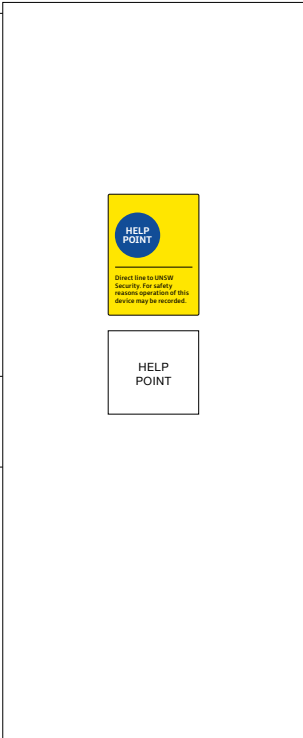 HELP
POINT
Direct line to UNSW
Security. For safety
reasons operation of this
device may be recorded.
HELP
POINT